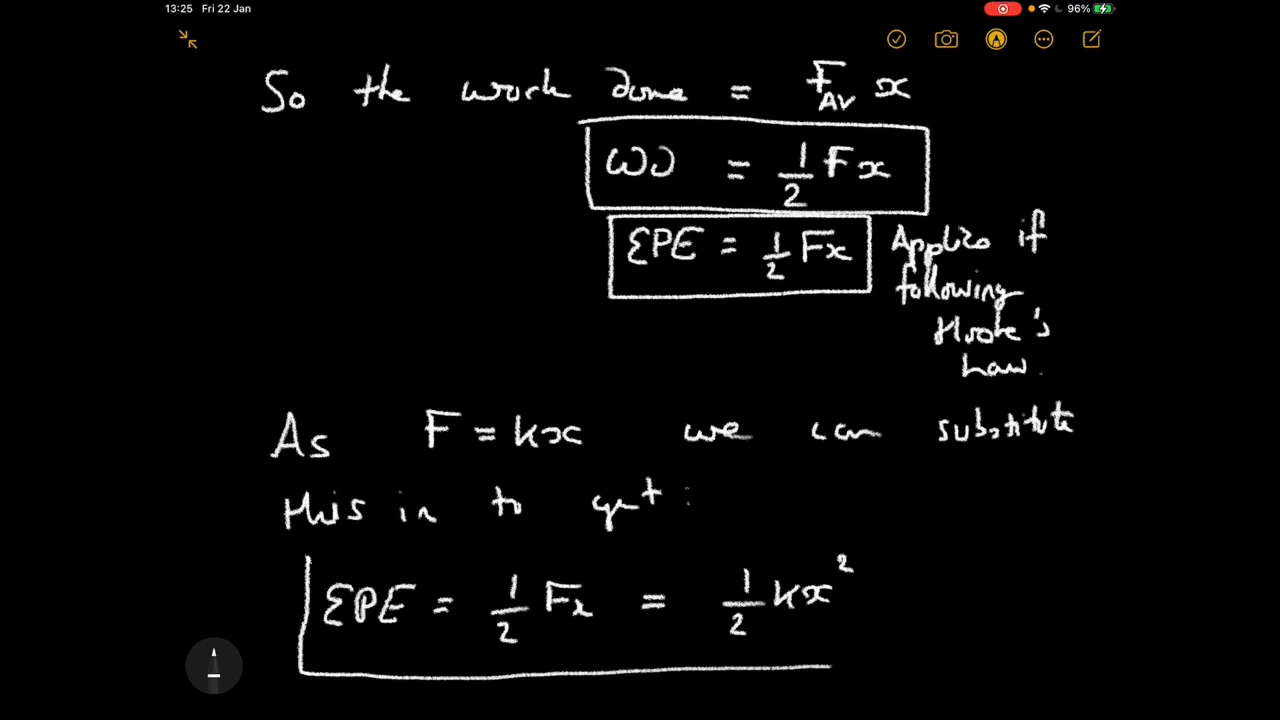 13:25 Fri 22 Jan 96%
So the work done = F_AV x
WD = 1/2 Fx
EPE = 1/2 Fx
Applies if
following
Hooke's
Law.
As F = kx we can substitute
this in to get:
EPE = 1/2 Fx = 1/2 kx²